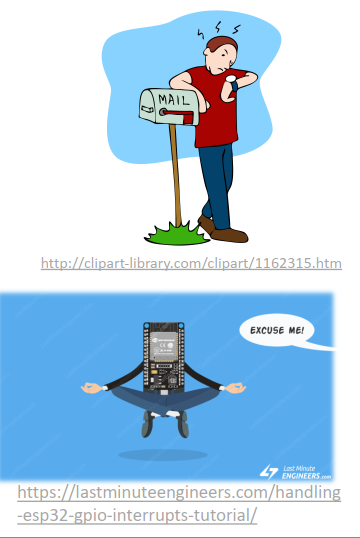 MAIL
http://clipart-library.com/clipart/1162315.htm
EXCUSE ME!
Last Minute
ENGINEERS.com
https://lastminuteengineers.com/handling
-esp32-gpio-interrupts-tutorial/